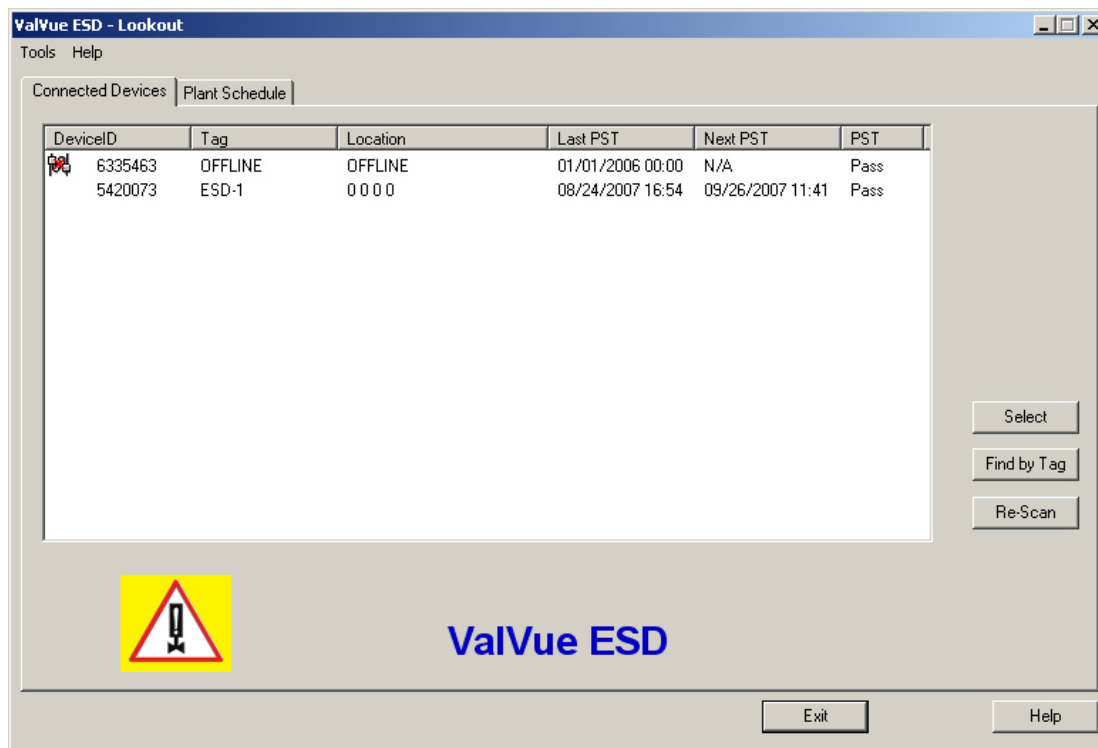 ValVue ESD - Lookout
Tools Help
Connected Devices Plant Schedule
DeviceID Tag Location Last PST Next PST PST
6335463 OFFLINE OFFLINE 01/01/2006 00:00 N/A Pass
5420073 ESD-1 0 0 0 0 08/24/2007 16:54 09/26/2007 11:41 Pass
Select
Find by Tag
Re-Scan
ValVue ESD
Exit Help